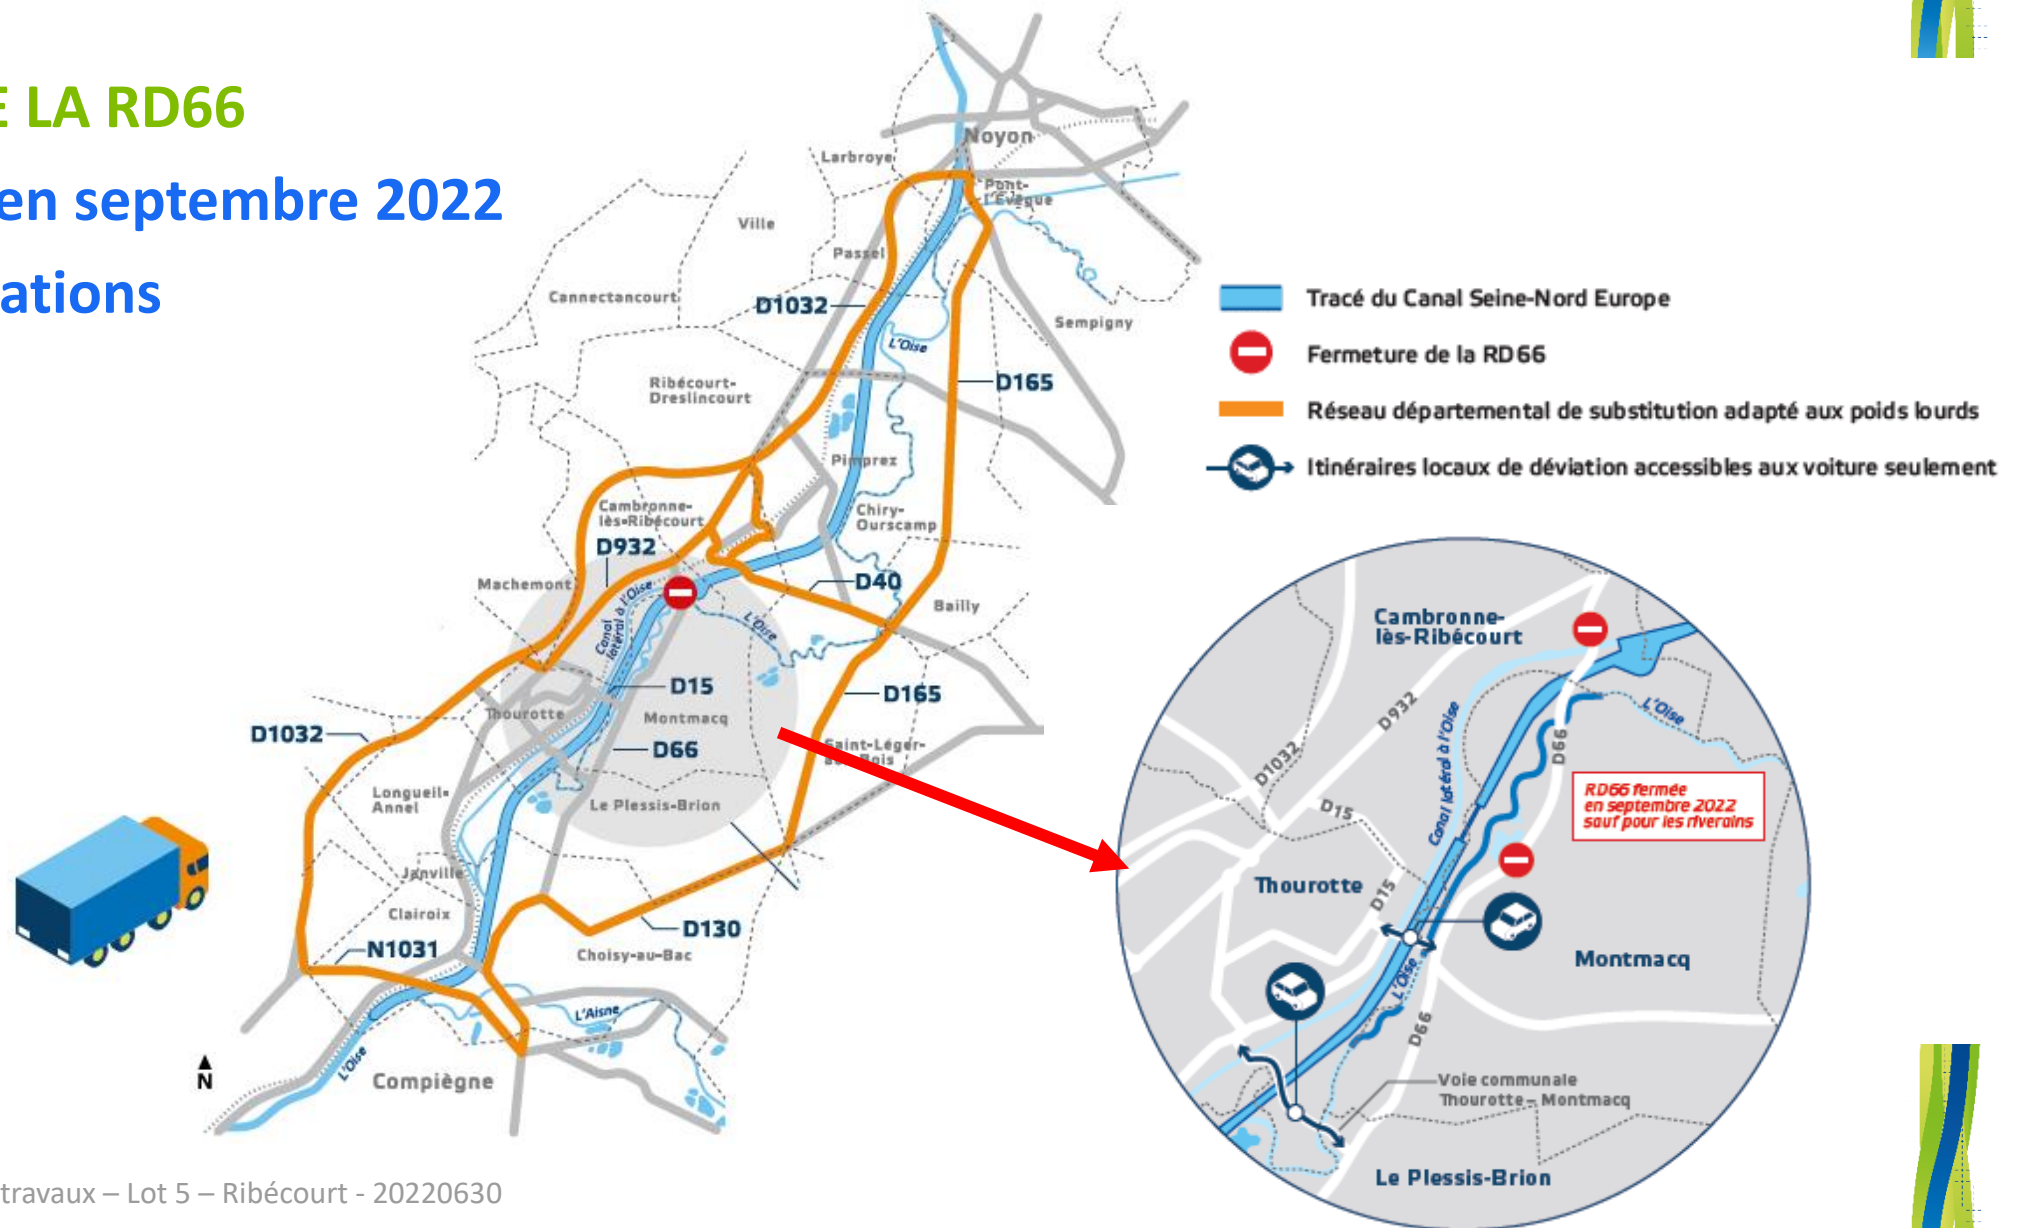 E LA RD66
en septembre 2022
ations
Noyon
Larbroye
Pont-
l'Evêque
Ville
Passel
Cannectancourt
D1032
Sempigny
L'Oise
D165
Ribécourt-
Dreslincourt
Pimprez
Cambronne-
lès-Ribécourt
Chiry-
Ourscamp
D932
Machemont
D40
Bailly
Canal
latéral à l'Oise
L'Oise
D15
D165
Thourotte
Montmacq
D1032
D66
Saint-Léger-
aux-Bois
Longueil-
Annel
Le Plessis-Brion
Janville
Clairoix
D130
N1031
Choisy-au-Bac
L'Aisne
L'Oise
Compiègne
N
Tracé du Canal Seine-Nord Europe
Fermeture de la RD66
Réseau départemental de substitution adapté aux poids lourds
Itinéraires locaux de déviation accessibles aux voiture seulement
Cambronne-
lès-Ribécourt
D932
L'Oise
Canal latéral à l'Oise
D66
D1032
RD66 fermée
en septembre 2022
sauf pour les riverains
D15
Thourotte
D15
Montmacq
L'Oise
D66
Voie communale
Thourotte – Montmacq
Le Plessis-Brion
travaux – Lot 5 – Ribécourt - 20220630